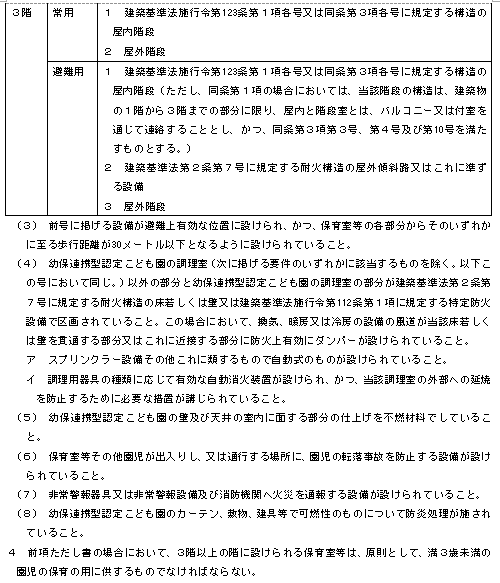 ３階
常用
１　建築基準法施行令第123条第１項各号又は同条第３項各号に規定する構造の
屋内階段
２　屋外階段
避難用
１　建築基準法施行令第123条第１項各号又は同条第３項各号に規定する構造の
屋内階段（ただし、同条第１項の場合においては、当該階段の構造は、建築物
の１階から３階までの部分に限り、屋内と階段室とは、バルコニー又は付室を
通じて連絡することとし、かつ、同条第３項第３号、第４号及び第10号を満た
すものとする。）
２　建築基準法第２条第７号に規定する耐火構造の屋外傾斜路又はこれに準ず
る設備
３　屋外階段
（３）　前号に掲げる設備が避難上有効な位置に設けられ、かつ、保育室等の各部分からそのいずれか
に至る歩行距離が30メートル以下となるように設けられていること。
（４）　幼保連携型認定こども園の調理室（次に掲げる要件のいずれかに該当するものを除く。以下こ
の号において同じ。）以外の部分と幼保連携型認定こども園の調理室の部分が建築基準法第２条第
７号に規定する耐火構造の床若しくは壁又は建築基準法施行令第112条第１項に規定する特定防火
設備で区画されていること。この場合において、換気、暖房又は冷房の設備の風道が当該床若しく
は壁を貫通する部分又はこれに近接する部分に防火上有効にダンパーが設けられていること。
ア　スプリンクラー設備その他これに類するもので自動式のものが設けられていること。
イ　調理用器具の種類に応じて有効な自動消火装置が設けられ、かつ、当該調理室の外部への延焼
を防止するために必要な措置が講じられていること。
（５）　幼保連携型認定こども園の壁及び天井の室内に面する部分の仕上げを不燃材料でしているこ
と。
（６）　保育室等その他園児が出入りし、又は通行する場所に、園児の転落事故を防止する設備が設け
られていること。
（７）　非常警報器具又は非常警報設備及び消防機関へ火災を通報する設備が設けられていること。
（８）　幼保連携型認定こども園のカーテン、敷物、建具等で可燃性のものについて防炎処理が施され
ていること。
４　前項ただし書の場合において、３階以上の階に設けられる保育室等は、原則として、満３歳未満の
園児の保育の用に供するものでなければならない。